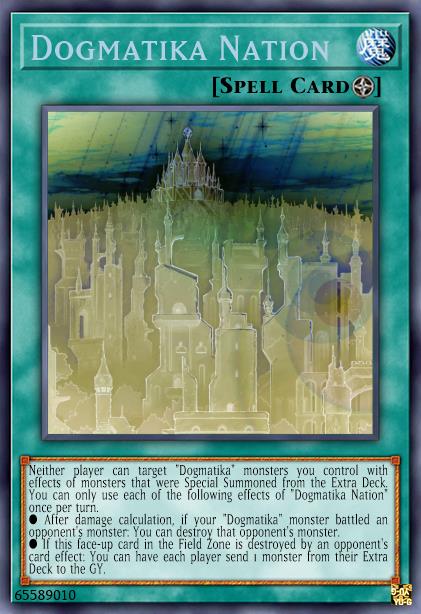 DOGMATIKA NATION
魔
[SPELL CARD]
Neither player can target "Dogmatika" monsters you control with
effects of monsters that were Special Summoned from the Extra Deck.
You can only use each of the following effects of "Dogmatika Nation"
once per turn.
● After damage calculation, if your "Dogmatika" monster battled an
opponent's monster: You can destroy that opponent's monster.
● If this face-up card in the Field Zone is destroyed by an opponent's
card effect: You can have each player send 1 monster from their Extra
Deck to the GY.
65589010